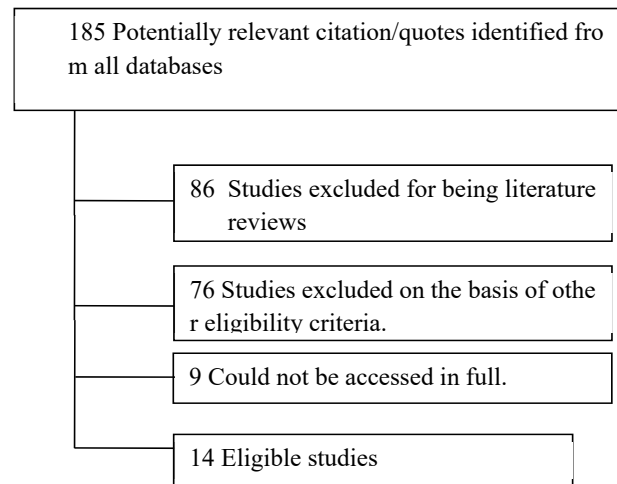 185 Potentially relevant citation/quotes identified fro
m all databases
86 Studies excluded for being literature
reviews
76 Studies excluded on the basis of othe
r eligibility criteria.
9 Could not be accessed in full.
14 Eligible studies